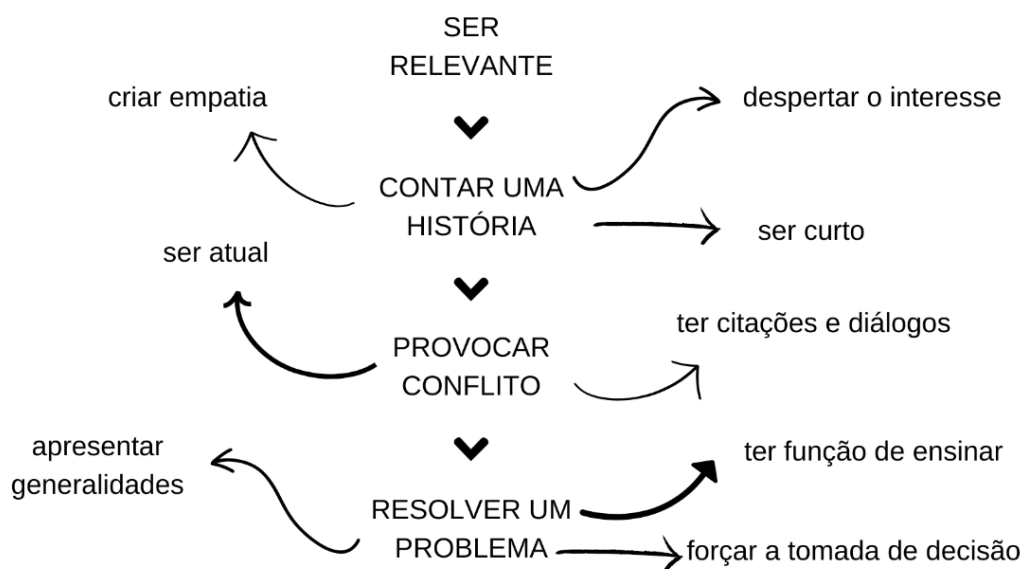 SER
RELEVANTE
criar empatia
despertar o interesse
CONTAR UMA
HISTÓRIA
ser curto
ser atual
ter citações e diálogos
PROVOCAR
CONFLITO
apresentar
generalidades
ter função de ensinar
RESOLVER UM
PROBLEMA
forçar a tomada de decisão